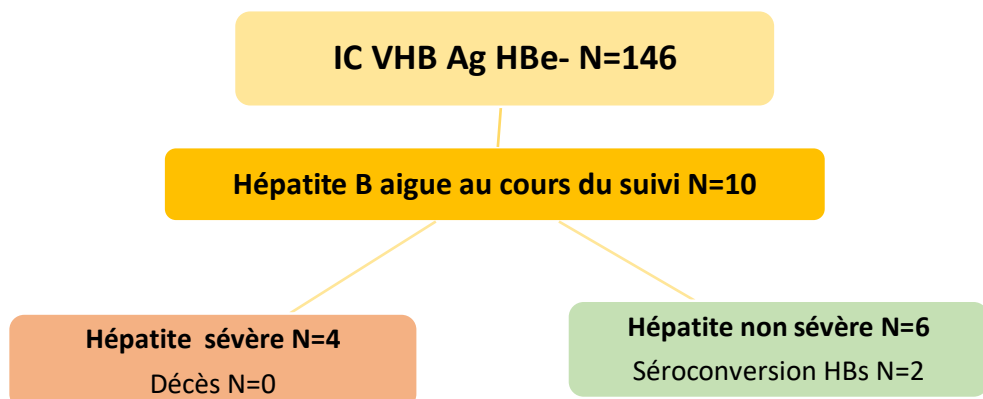 IC VHB Ag HBe- N=146
Hépatite B aigue au cours du suivi N=10
Hépatite sévère N=4
Décès N=0
Hépatite non sévère N=6
Séroconversion HBs N=2